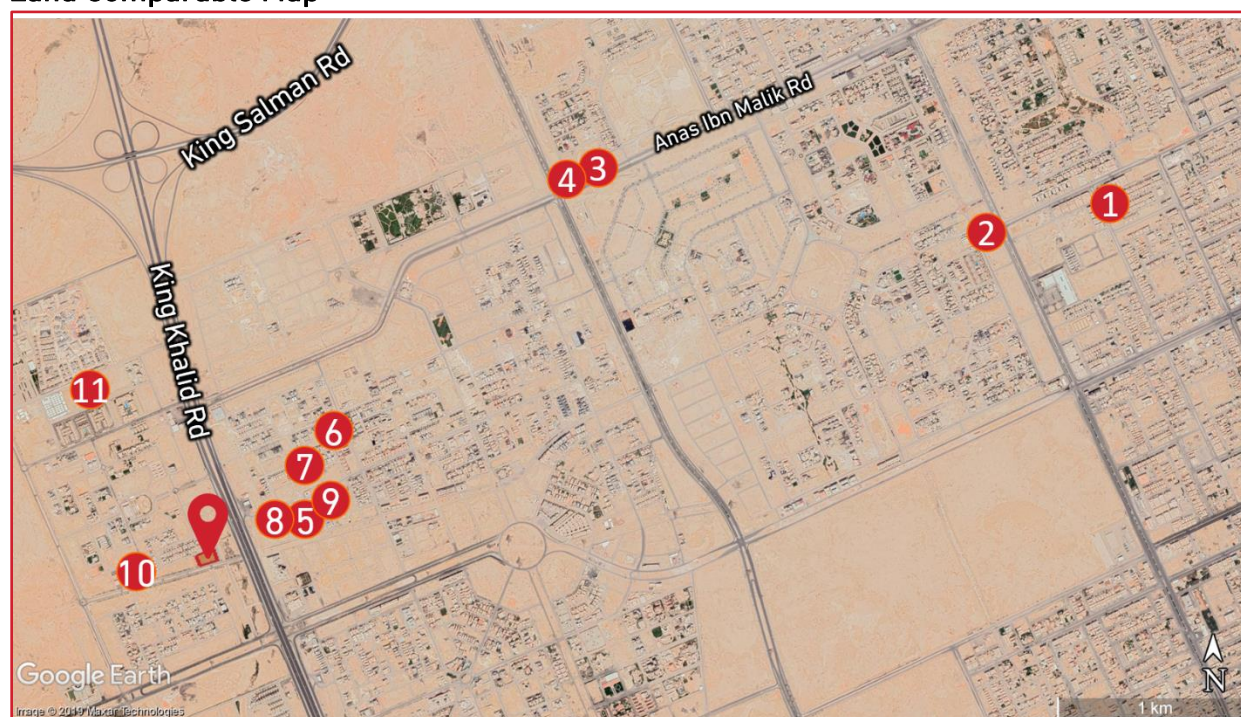 Land Comparable Map
King Salman Rd
Anas Ibn Malik Rd
3
4
1
2
King Khalid Rd
11
6
7
9
8
5
10
Google Earth
Image © 2019 Maxar Technologies
N
1 km